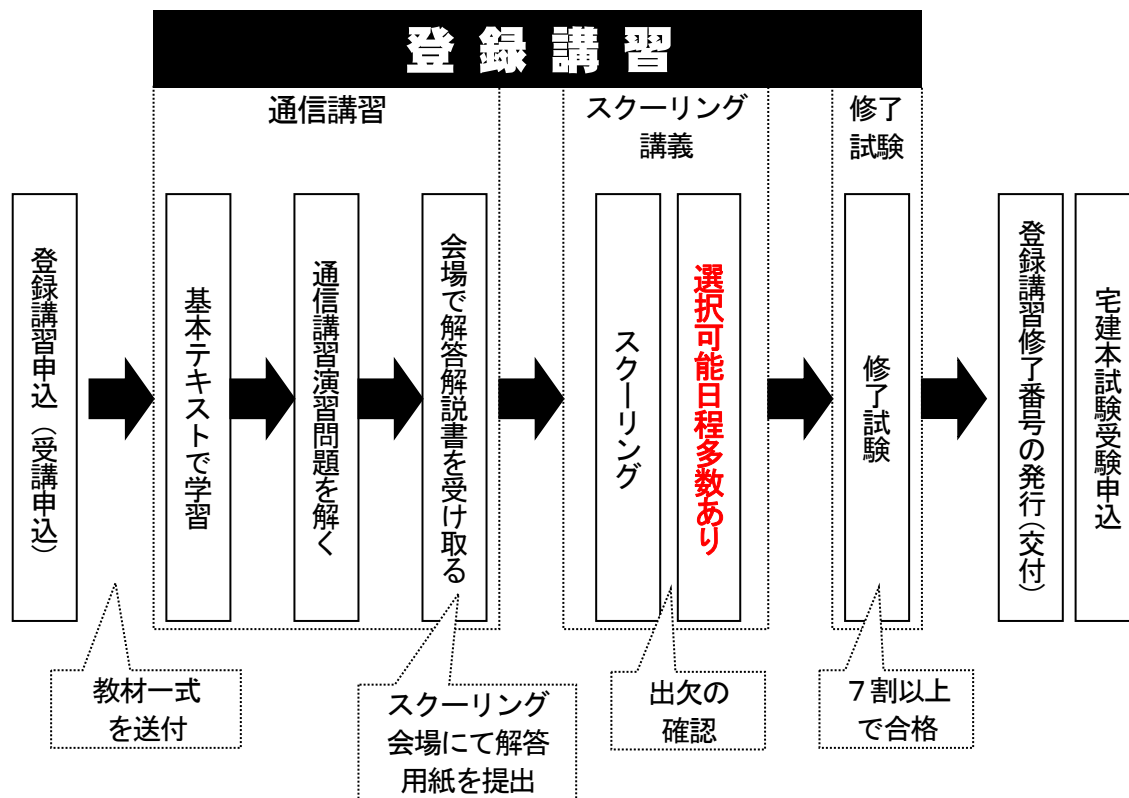 登録講習
通信講習
スクーリング
講義
修了
試験
登録講習申込（受講申込）
基本テキストで学習
通信講習演習問題を解く
会場で解答解説書を受け取る
スクーリング
選択可能日程多数あり
修了試験
登録講習修了番号の発行（交付）
宅建本試験受験申込
教材一式
を送付
スクーリング
会場にて解答
用紙を提出
出欠の
確認
７割以上
で合格